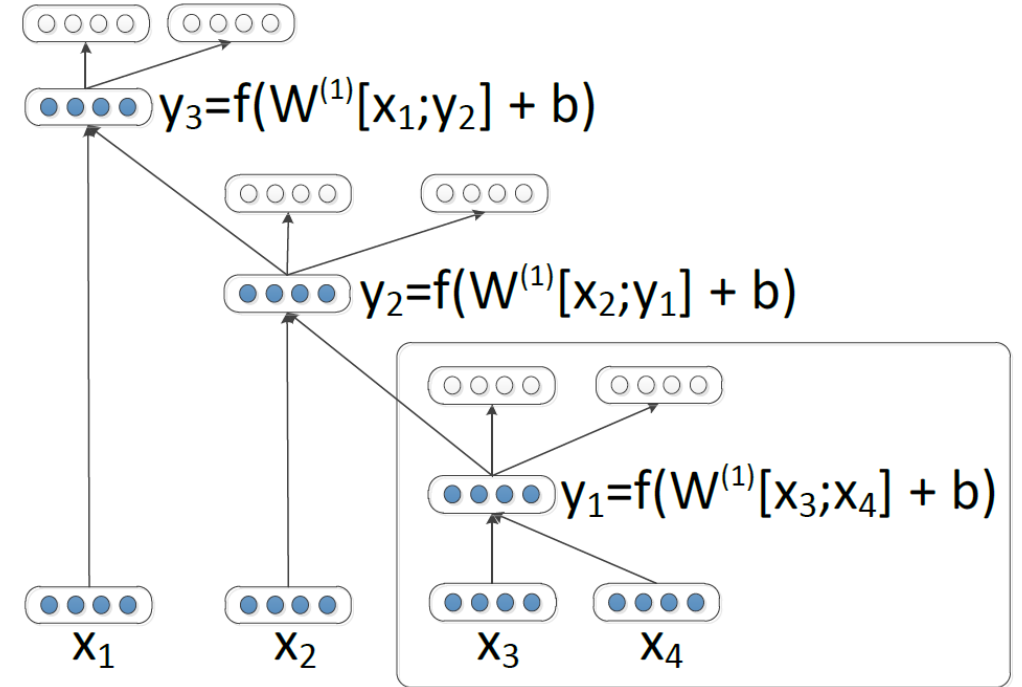 y₃=f(W⁽¹⁾[x₁;y₂] + b)
y₂=f(W⁽¹⁾[x₂;y₁] + b)
y₁=f(W⁽¹⁾[x₃;x₄] + b)
x₁ x₂ x₃ x₄